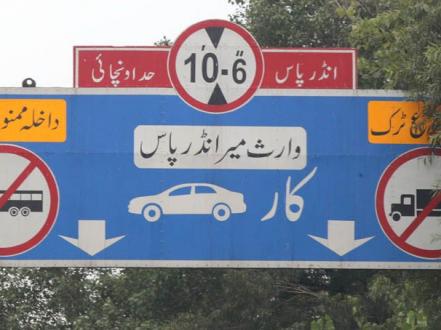 انڈر پاس 10'-6" حد اونچائی
داخلہ ممنو
ع ٹرک
وارث میر انڈر پاس
کار